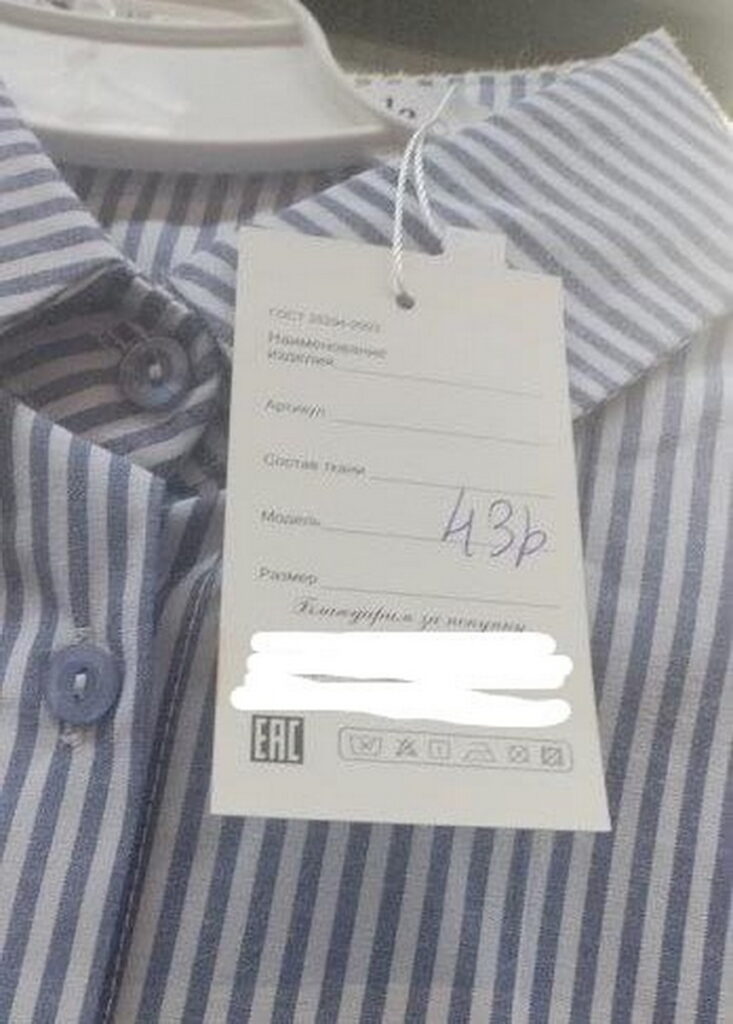 ГОСТ
Наименование
изделия
Артикул
Состав ткани
Модель
43р
Размер
Благодарим за покупку
EAC